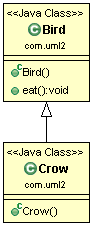 <<Java Class>>
Bird
com.uml2
Bird()
eat():void
<<Java Class>>
Crow
com.uml2
Crow()